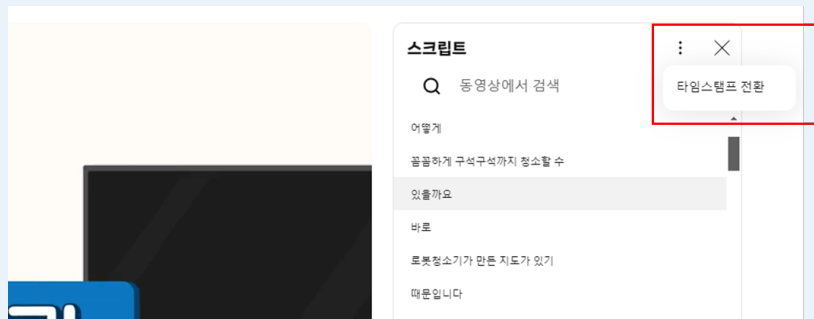 스크립트
타임스탬프 전환
동영상에서 검색
어떻게
꼼꼼하게 구석구석까지 청소할 수
있을까요
바로
로봇청소기가 만든 지도가 있기
때문입니다